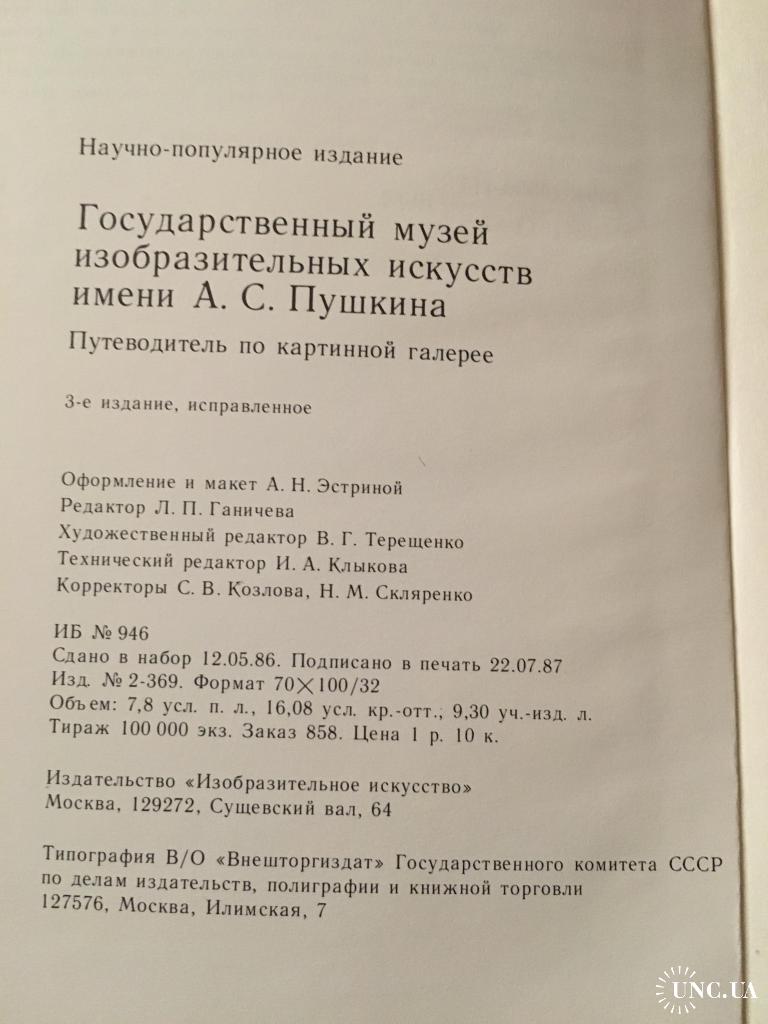 Научно-популярное издание
Государственный музей
изобразительных искусств
имени А. С. Пушкина
Путеводитель по картинной галерее
3-е издание, исправленное
Оформление и макет А. Н. Эстриной
Редактор Л. П. Ганичева
Художественный редактор В. Г. Терещенко
Технический редактор И. А. Клыкова
Корректоры С. В. Козлова, Н. М. Скляренко
ИБ № 946
Сдано в набор 12.05.86. Подписано в печать 22.07.87
Изд. № 2-369. Формат 70×100/32
Объем: 7,8 усл. п. л., 16,08 усл. кр.-отт., 9,30 уч.-изд. л.
Тираж 100 000 экз. Заказ 858. Цена 1 р. 10 к.
Издательство «Изобразительное искусство»
Москва, 129272, Сущевский вал, 64
Типография В/О «Внешторгиздат» Государственного комитета СССР
по делам издательств, полиграфии и книжной торговли
127576, Москва, Илимская, 7
UNC.UA